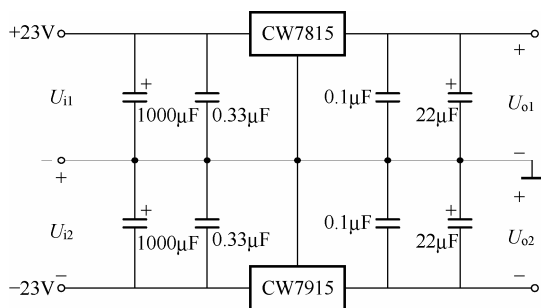 +23V
CW7815
+
+
+
+
U_i1
1000μF
0.33μF
0.1μF
22μF
U_o1
−
−
+
+
+
+
U_i2
1000μF
0.33μF
0.1μF
22μF
U_o2
−23V
−
CW7915
−